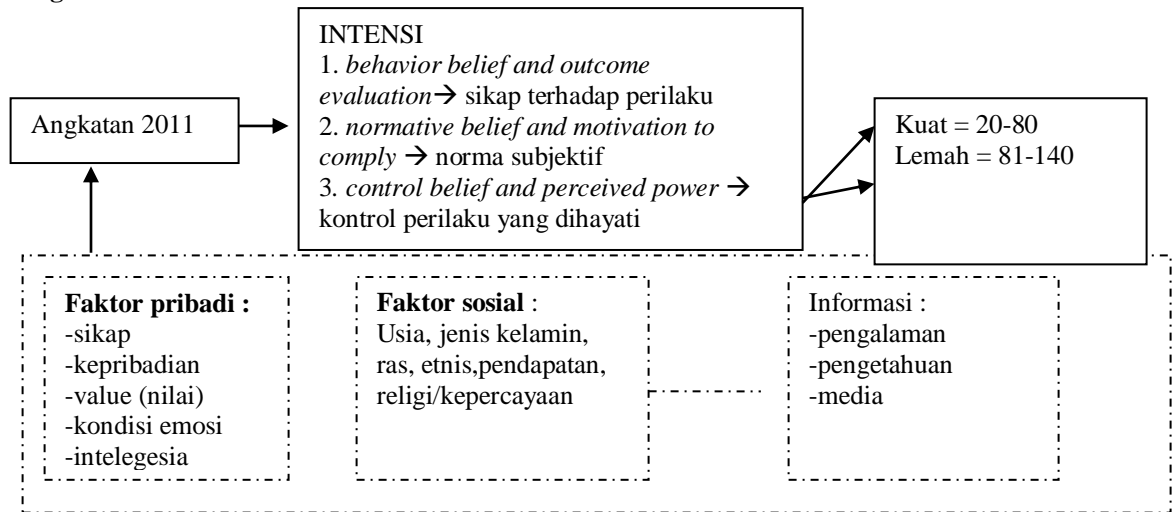 Angkatan 2011
INTENSI
1. behavior belief and outcome
evaluation→ sikap terhadap perilaku
2. normative belief and motivation to
comply → norma subjektif
3. control belief and perceived power →
kontrol perilaku yang dihayati
Kuat = 20-80
Lemah = 81-140
Faktor pribadi :
-sikap
-kepribadian
-value (nilai)
-kondisi emosi
-intelegesia
Faktor sosial :
Usia, jenis kelamin,
ras, etnis,pendapatan,
religi/kepercayaan
Informasi :
-pengalaman
-pengetahuan
-media